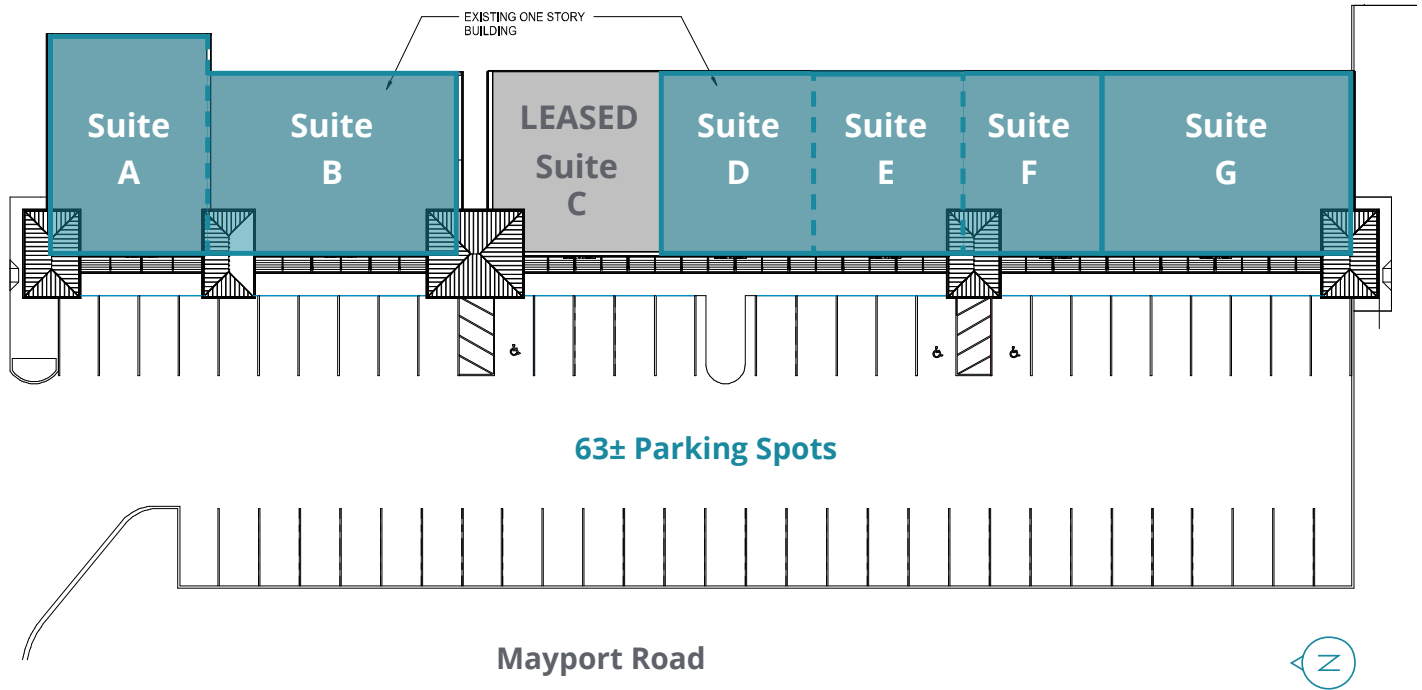 EXISTING ONE STORY
BUILDING
Suite
A
Suite
B
LEASED
Suite
C
Suite
D
Suite
E
Suite
F
Suite
G
63± Parking Spots
Mayport Road
N